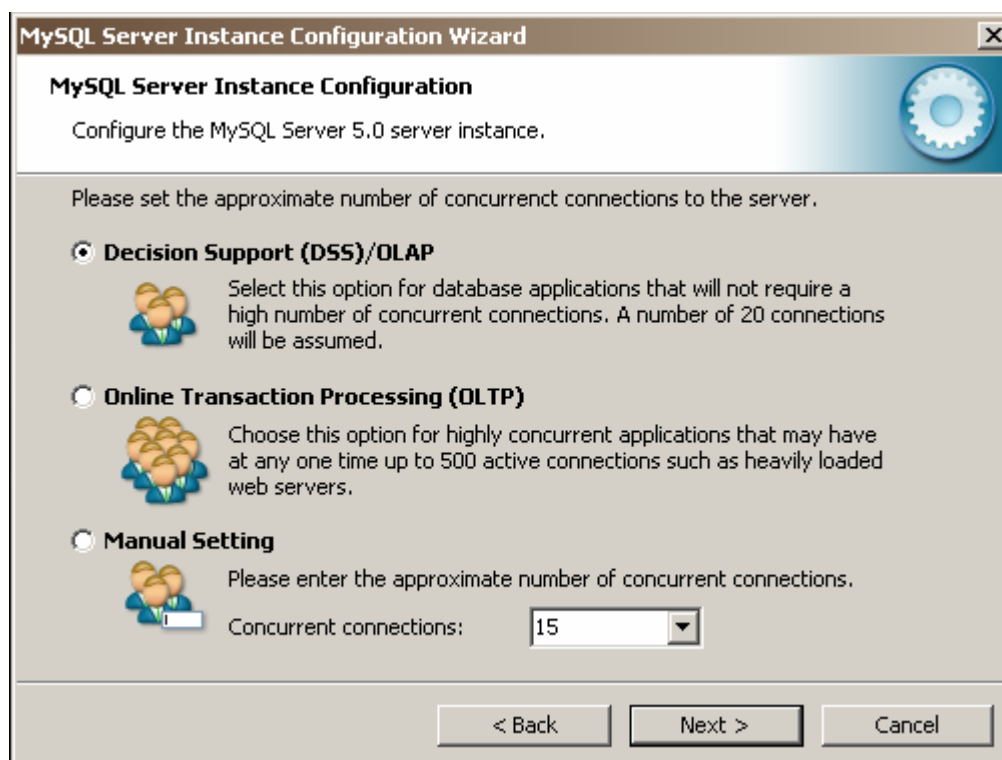 MySQL Server Instance Configuration Wizard
MySQL Server Instance Configuration
Configure the MySQL Server 5.0 server instance.
Please set the approximate number of concurrenct connections to the server.
Decision Support (DSS)/OLAP
Select this option for database applications that will not require a
high number of concurrent connections. A number of 20 connections
will be assumed.
Online Transaction Processing (OLTP)
Choose this option for highly concurrent applications that may have
at any one time up to 500 active connections such as heavily loaded
web servers.
Manual Setting
Please enter the approximate number of concurrent connections.
Concurrent connections: 15
< Back Next > Cancel